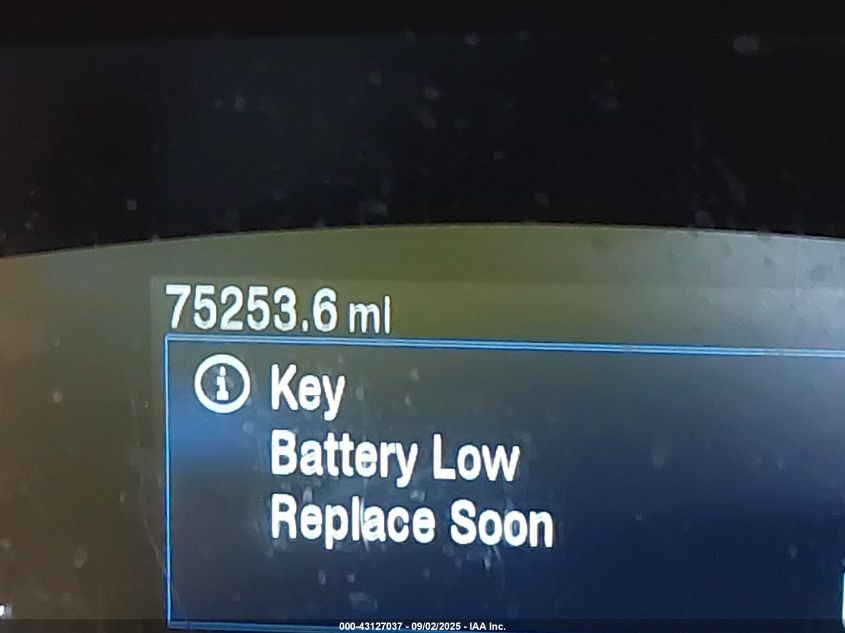 75253.6 mi
i Key
Battery Low
Replace Soon
000-43127037 - 09/02/2025 - IAA Inc.